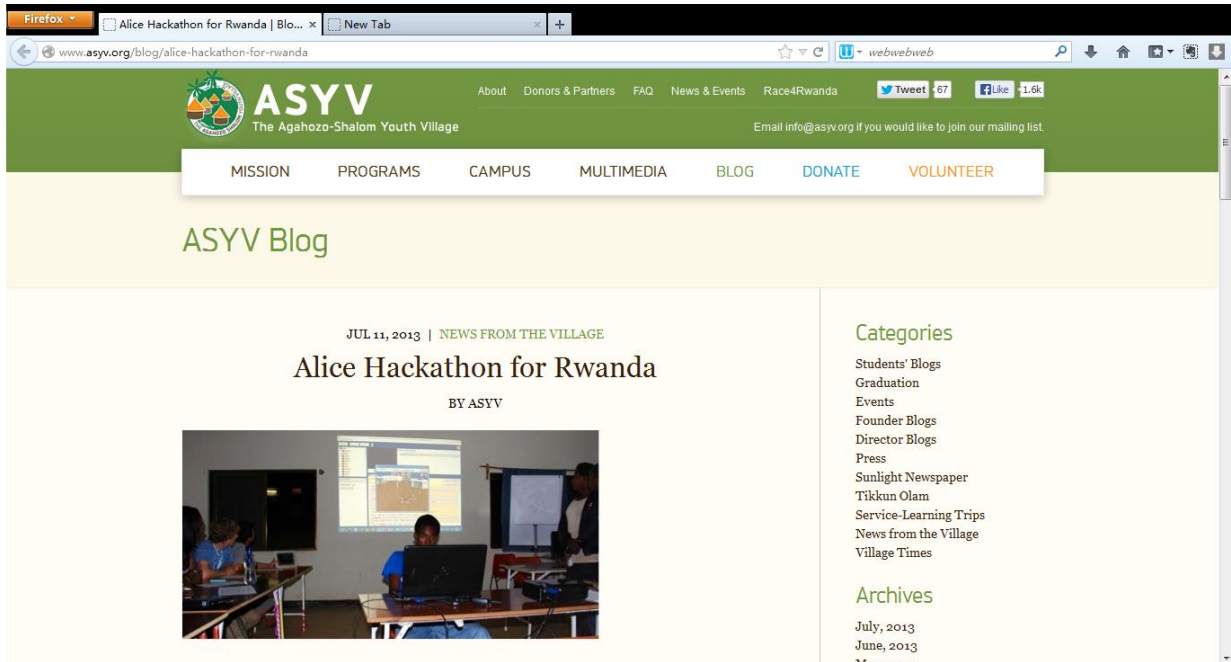 Firefox
Alice Hackathon for Rwanda | Blo... ×
New Tab ×
www.asyv.org/blog/alice-hackathon-for-rwanda
webwebweb
ASYV
The Agahozo-Shalom Youth Village
About Donors & Partners FAQ News & Events Race4Rwanda
Tweet 67
Like 1.6k
Email info@asyv.org if you would like to join our mailing list.
MISSION PROGRAMS CAMPUS MULTIMEDIA BLOG DONATE VOLUNTEER
ASYV Blog
JUL 11, 2013 | NEWS FROM THE VILLAGE
Alice Hackathon for Rwanda
BY ASYV
Categories
Students' Blogs
Graduation
Events
Founder Blogs
Director Blogs
Press
Sunlight Newspaper
Tikkun Olam
Service-Learning Trips
News from the Village
Village Times
Archives
July, 2013
June, 2013